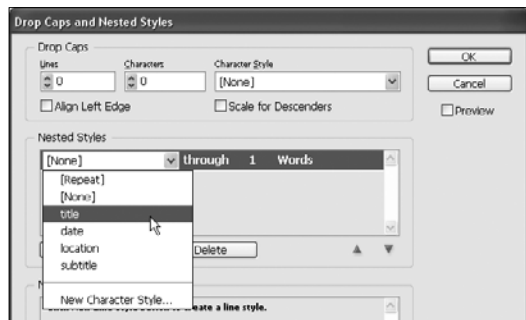 Drop Caps and Nested Styles
Drop Caps
Lines Characters Character Style
0 0 [None]
Align Left Edge Scale for Descenders
OK
Cancel
Preview
Nested Styles
[None] through 1 Words
[Repeat]
[None]
title
date
location
subtitle
New Character Style...
Delete
line style.